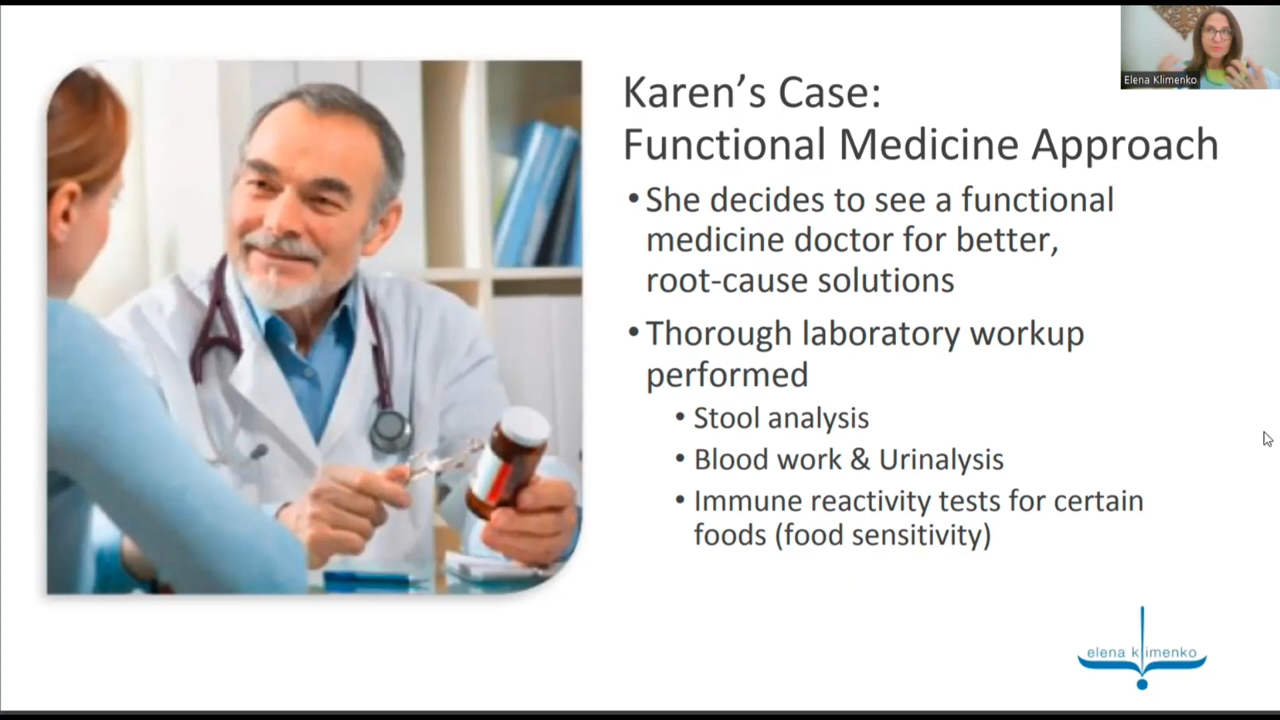 Elena Klimenko
Karen's Case:
Functional Medicine Approach
•She decides to see a functional
medicine doctor for better,
root-cause solutions
•Thorough laboratory workup
performed
• Stool analysis
• Blood work & Urinalysis
• Immune reactivity tests for certain
foods (food sensitivity)
elena klimenko